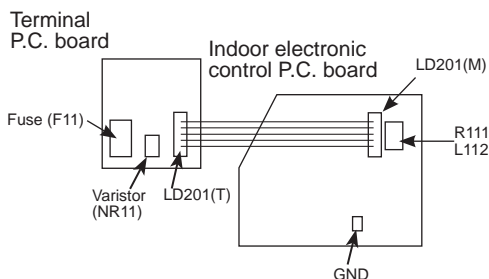 Terminal
P.C. board
Indoor electronic
control P.C. board
LD201(M)
Fuse (F11)
R111
L112
Varistor
(NR11)
LD201(T)
GND